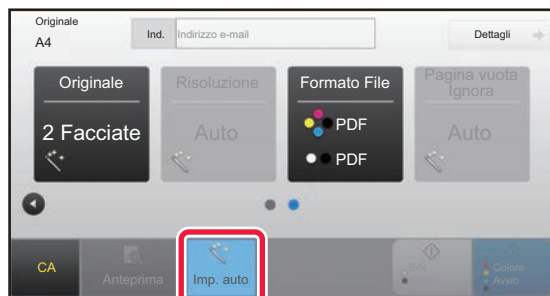 Originale
A4
Ind.
Indirizzo e-mail
Dettagli
Originale
2 Facciate
Risoluzione
Auto
Formato File
PDF
PDF
Pagina vuota
Ignora
Auto
CA
Anteprima
Imp. auto
B/N
Colore
Avvio